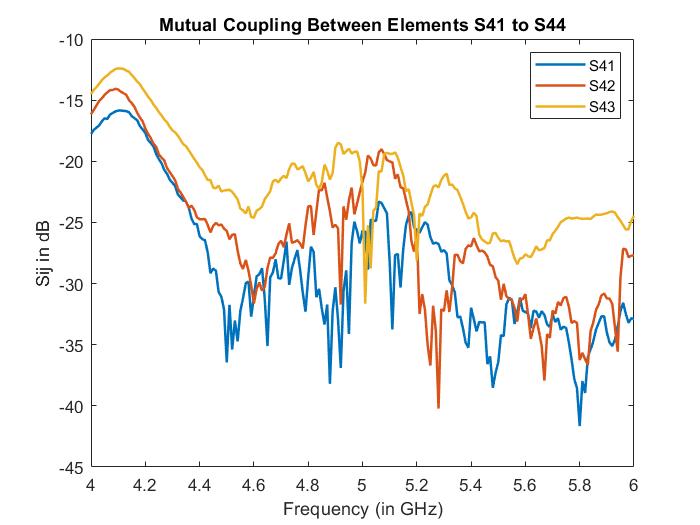 Mutual Coupling Between Elements S41 to S44
-10
-15
-20
-25
-30
-35
-40
-45
Sij in dB
S41
S42
S43
4 4.2 4.4 4.6 4.8 5 5.2 5.4 5.6 5.8 6
Frequency (in GHz)